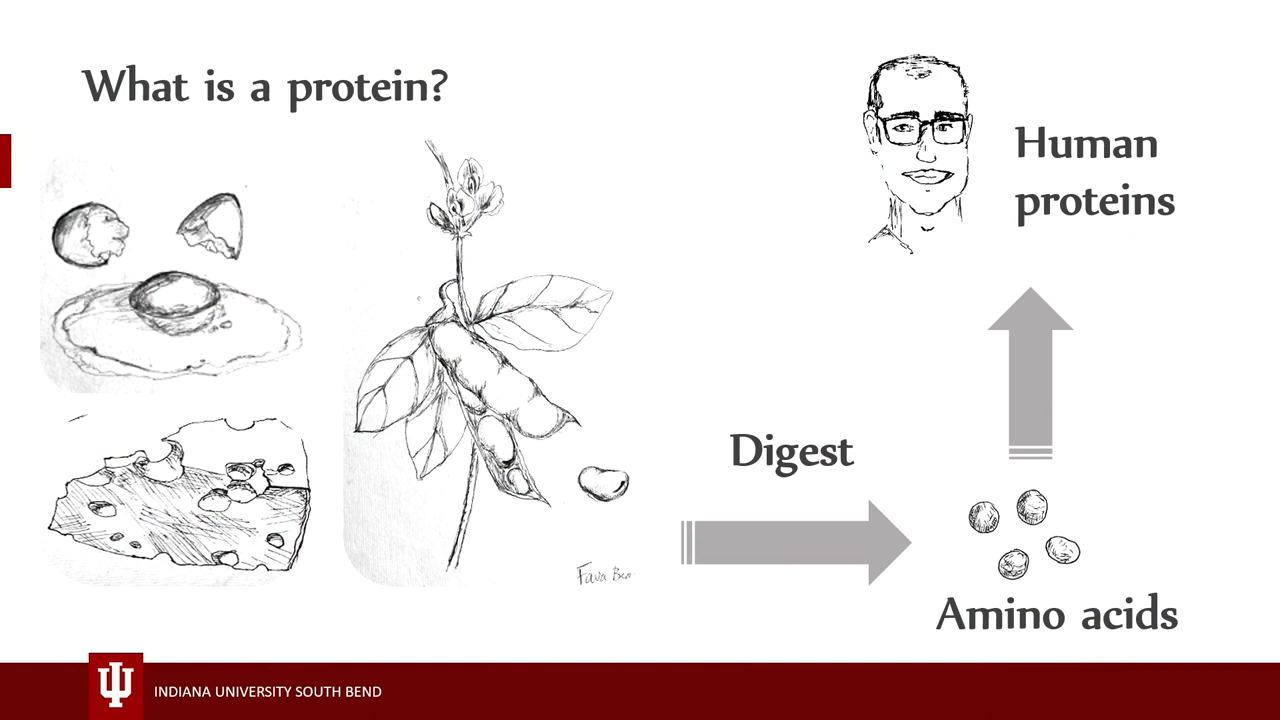 What is a protein?
Human
proteins
Digest
Fava
Amino acids
INDIANA UNIVERSITY SOUTH BEND